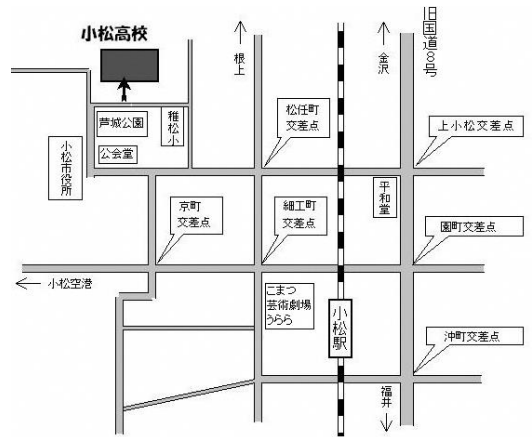 小松高校
根上
金沢
旧国道8号
芦城公園
稚松小
公会堂
小松市役所
松任町
交差点
上小松交差点
平和堂
京町
交差点
細工町
交差点
園町交差点
小松空港
こまつ
芸術劇場
うらら
小松駅
沖町交差点
福井